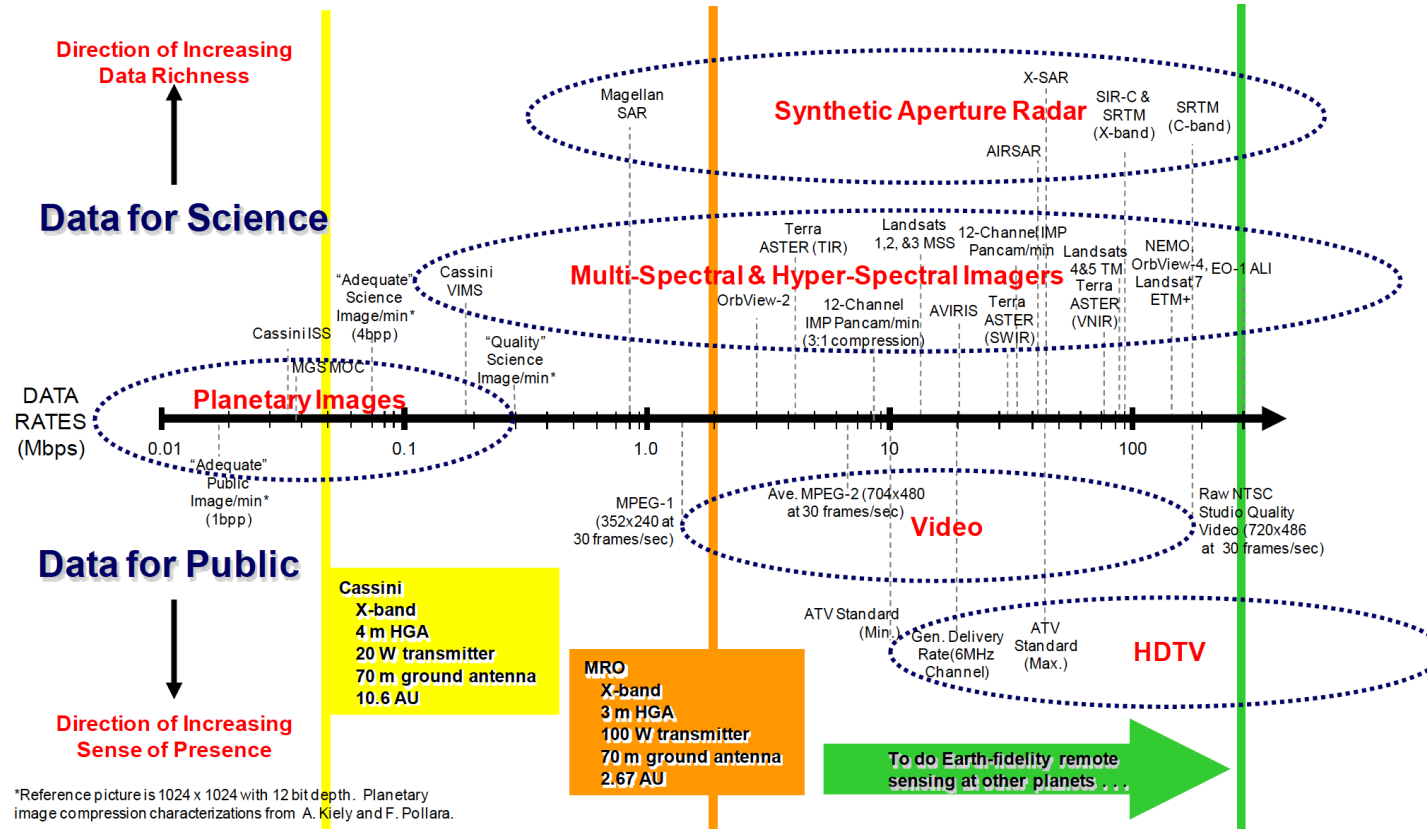 Direction of Increasing
Data Richness
Data for Science
Magellan
SAR
Synthetic Aperture Radar
X-SAR
AIRSAR
SIR-C &
SRTM
(X-band)
SRTM
(C-band)
"Adequate"
Science
Image/min*
(4bpp)
Cassini
VIMS
Multi-Spectral & Hyper-Spectral Imagers
Terra
ASTER (TIR)
Landsats
1,2, &3 MSS
12-Channel IMP
Pancam/min
Landsats
4&5 TM
Terra
ASTER
(VNIR)
NEMO,
OrbView-4,
Landsat 7
ETM+
EO-1 ALI
OrbView-2
12-Channel
IMP Pancam/min
(3:1 compression)
AVIRIS
Terra
ASTER
(SWIR)
Cassini ISS
MGS MOC
"Quality"
Science
Image/min*
Planetary Images
DATA
RATES
(Mbps)
0.01
0.1
1.0
10
100
"Adequate"
Public
Image/min*
(1bpp)
MPEG-1
(352x240 at
30 frames/sec)
Ave. MPEG-2 (704x480
at 30 frames/sec)
Video
Raw NTSC
Studio Quality
Video (720x486
at 30 frames/sec)
Data for Public
Cassini
X-band
4 m HGA
20 W transmitter
70 m ground antenna
10.6 AU
ATV Standard
(Min.)
Gen. Delivery
Rate(6MHz
Channel)
ATV
Standard
(Max.)
HDTV
MRO
X-band
3 m HGA
100 W transmitter
70 m ground antenna
2.67 AU
Direction of Increasing
Sense of Presence
To do Earth-fidelity remote
sensing at other planets . . .
*Reference picture is 1024 x 1024 with 12 bit depth. Planetary
image compression characterizations from A. Kiely and F. Pollara.